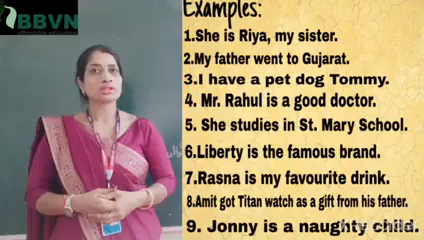 BBVN
affordable education
Examples:
1.She is Riya, my sister.
2.My father went to Gujarat.
3.I have a pet dog Tommy.
4. Mr. Rahul is a good doctor.
5. She studies in St. Mary School.
6.Liberty is the famous brand.
7.Rasna is my favourite drink.
8.Amit got Titan watch as a gift from his father.
9. Jonny is a naughty child.